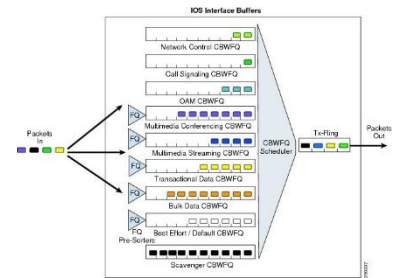 IOS Interface Buffers
Network Control CBWFQ
Call Signaling CBWFQ
OAM CBWFQ
FQ
Multimedia Conferencing CBWFQ
FQ
Multimedia Streaming CBWFQ
FQ
Transactional Data CBWFQ
FQ
Bulk Data CBWFQ
FQ
Best Effort / Default CBWFQ
FQ
Pre-Sorters
Scavenger CBWFQ
Packets
In
CBWFQ
Scheduler
Tx-Ring
Packets
Out